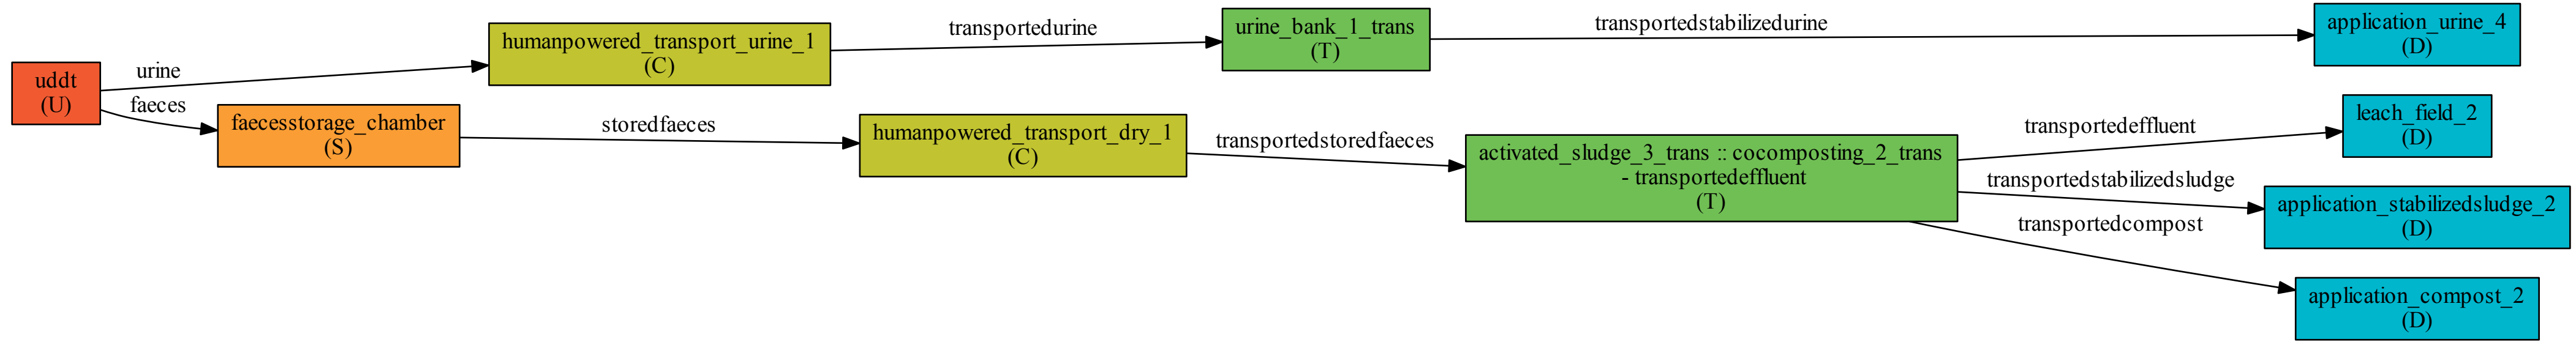 uddt
(U)
urine
faeces
humanpowered_transport_urine_1
(C)
faecesstorage_chamber
(S)
transportedurine
storedfaeces
humanpowered_transport_dry_1
(C)
urine_bank_1_trans
(T)
transportedstoredfaeces
transportedstabilizedurine
activated_sludge_3_trans :: cocomposting_2_trans
- transportedeffluent
(T)
transportedeffluent
transportedstabilizedsludge
transportedcompost
application_urine_4
(D)
leach_field_2
(D)
application_stabilizedsludge_2
(D)
application_compost_2
(D)